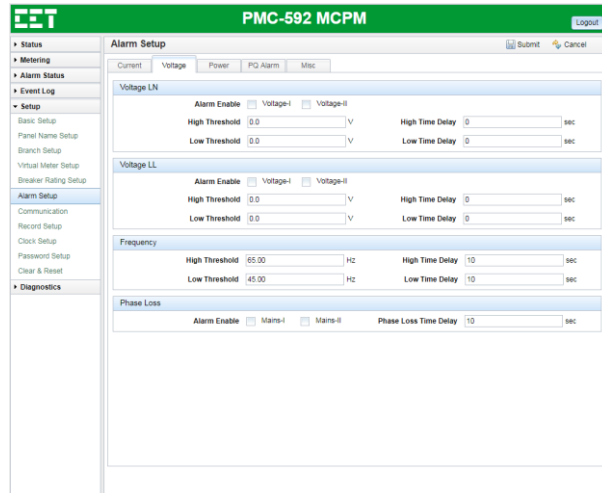 CET
PMC-592 MCPM
Logout
Status
Metering
Alarm Status
Event Log
Setup
Basic Setup
Panel Name Setup
Branch Setup
Virtual Meter Setup
Breaker Rating Setup
Alarm Setup
Communication
Record Setup
Clock Setup
Password Setup
Clear & Reset
Diagnostics
Alarm Setup
Submit Cancel
Current Voltage Power PQ Alarm Misc
Voltage LN
Alarm Enable Voltage-I Voltage-II
High Threshold 0.0 V High Time Delay 0 sec
Low Threshold 0.0 V Low Time Delay 0 sec
Voltage LL
Alarm Enable Voltage-I Voltage-II
High Threshold 0.0 V High Time Delay 0 sec
Low Threshold 0.0 V Low Time Delay 0 sec
Frequency
High Threshold 65.00 Hz High Time Delay 10 sec
Low Threshold 45.00 Hz Low Time Delay 10 sec
Phase Loss
Alarm Enable Mains-I Mains-II Phase Loss Time Delay 10 sec